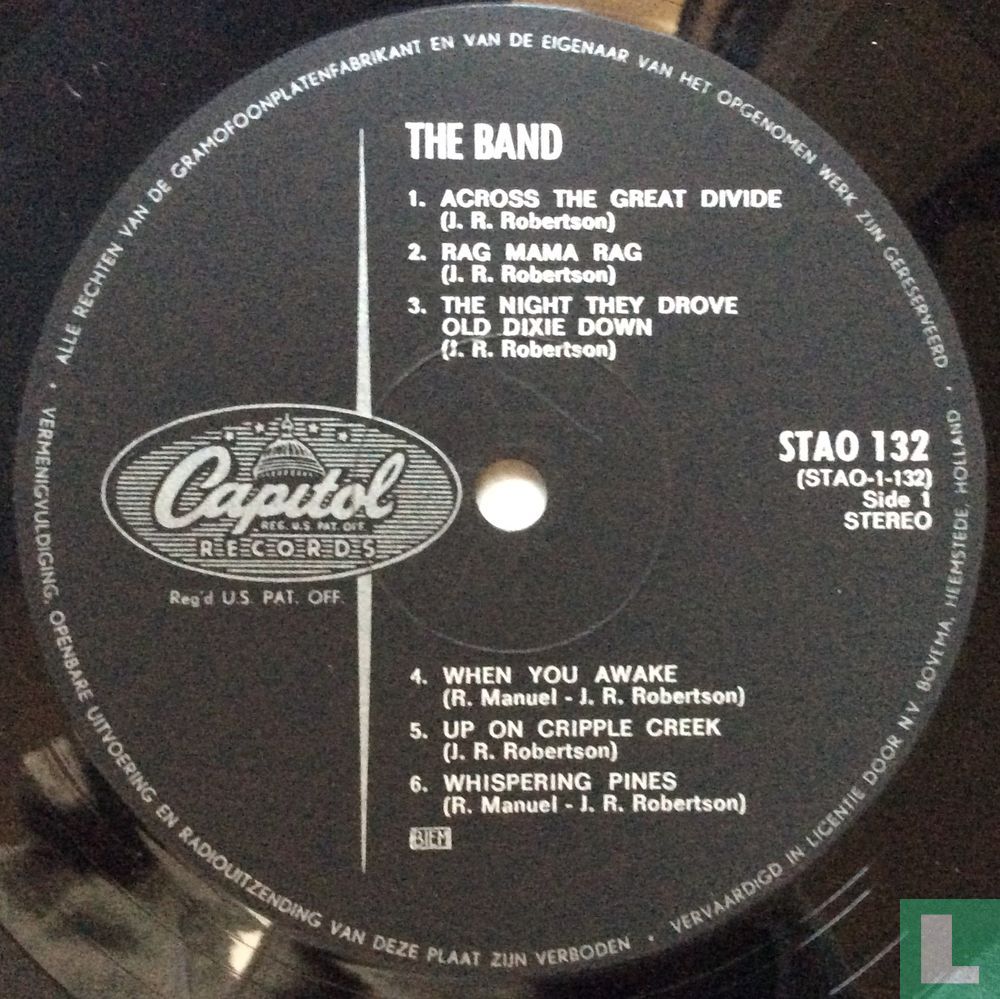 THE BAND
1. ACROSS THE GREAT DIVIDE
(J. R. Robertson)
2. RAG MAMA RAG
(J. R. Robertson)
3. THE NIGHT THEY DROVE
OLD DIXIE DOWN
(J. R. Robertson)
Capitol
REG. U.S. PAT. OFF.
RECORDS
Reg'd U.S. PAT. OFF.
STAO 132
(STAO-1-132)
Side 1
STEREO
4. WHEN YOU AWAKE
(R. Manuel - J. R. Robertson)
5. UP ON CRIPPLE CREEK
(J. R. Robertson)
6. WHISPERING PINES
(R. Manuel - J. R. Robertson)
BIEM
ALLE RECHTEN VAN DE GRAMOFOONPLATENFABRIKANT EN VAN DE EIGENAAR VAN HET OPGENOMEN WERK ZIJN GERESERVEERD •
VERMENIGVULDIGING, OPENBARE UITVOERING EN RADIOUITZENDING VAN DEZE PLAAT ZIJN VERBODEN •
VERVAARDIGD IN LICENTIE DOOR N.V. BOVEMA, HEEMSTEDE, HOLLAND •
L